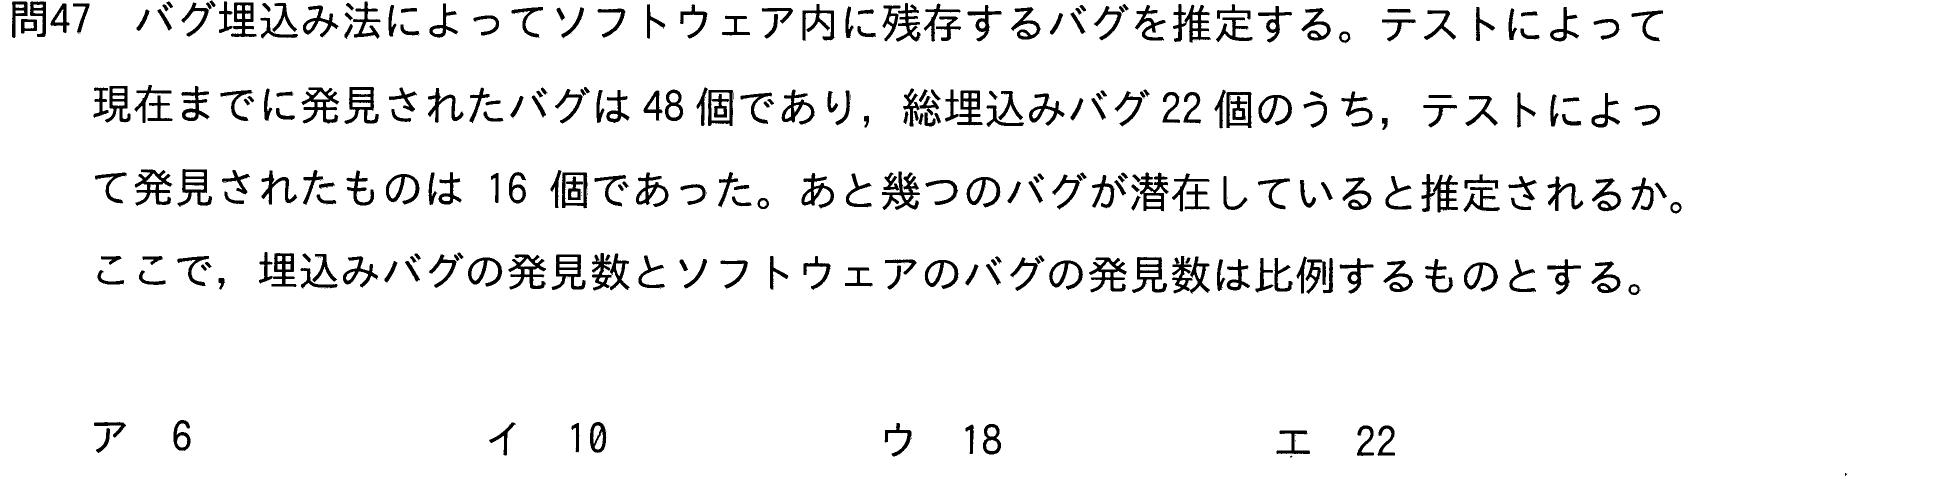 問47　バグ埋込み法によってソフトウェア内に残存するバグを推定する。テストによって
現在までに発見されたバグは 48 個であり，総埋込みバグ 22 個のうち，テストによっ
て発見されたものは 16 個であった。あと幾つのバグが潜在していると推定されるか。
ここで，埋込みバグの発見数とソフトウェアのバグの発見数は比例するものとする。
ア　6　イ　10　ウ　18　エ　22